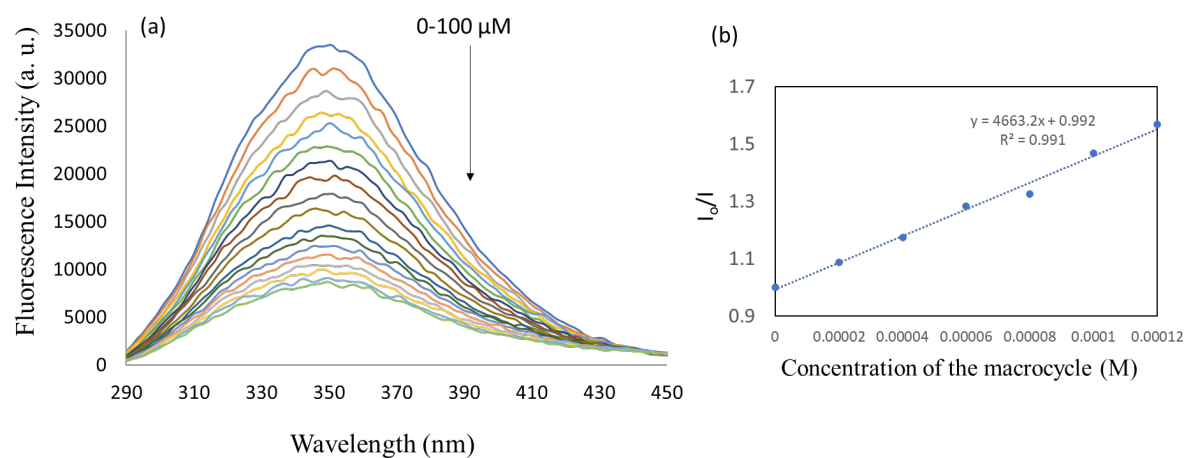 (a)
0-100 µM
35000
30000
25000
20000
15000
10000
5000
0
Fluorescence Intensity (a. u.)
290 310 330 350 370 390 410 430 450
Wavelength (nm)
(b)
1.7
1.5
1.3
1.1
0.9
Io/I
y = 4663.2x + 0.992
R² = 0.991
0 0.00002 0.00004 0.00006 0.00008 0.0001 0.00012
Concentration of the macrocycle (M)